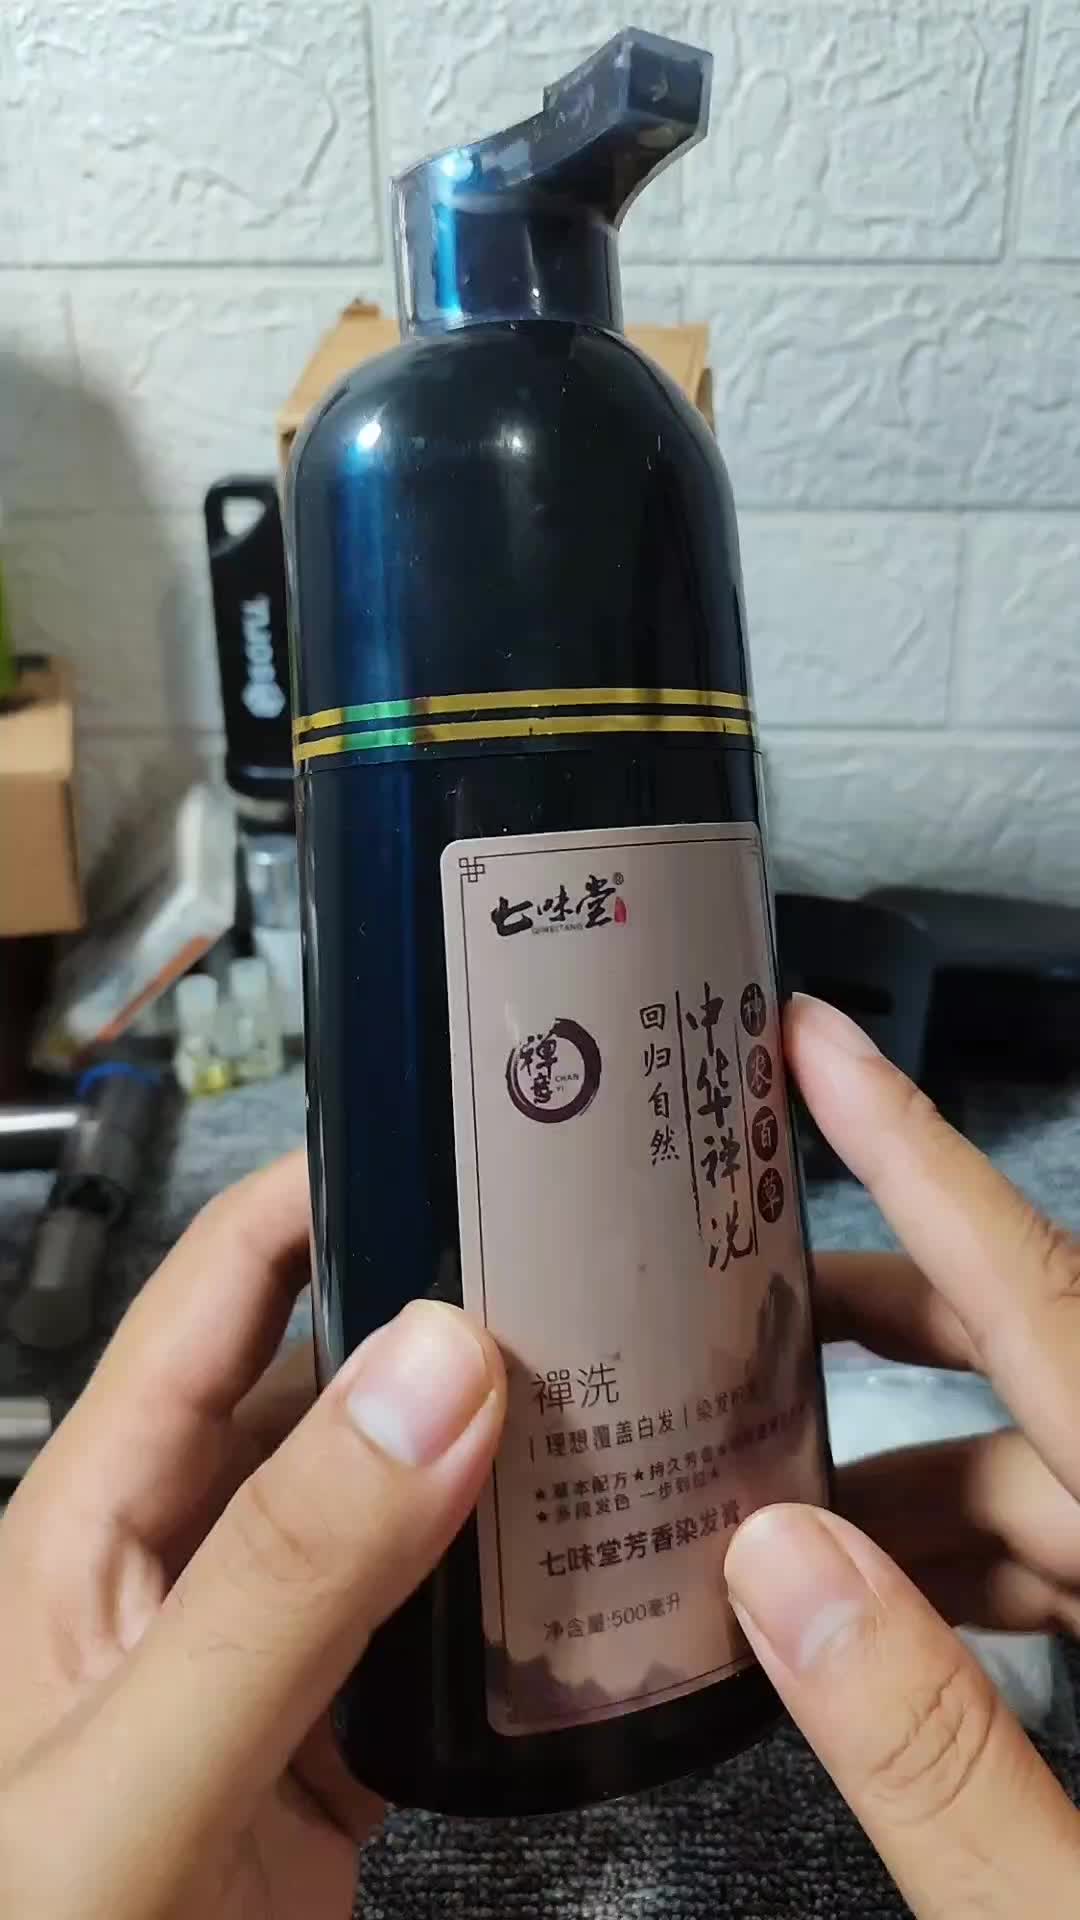 七味堂®
QIWEITANG
神农百草
中华禅洗
回归自然
禅意
CHAN
YI
禪洗
|理想覆盖白发|染发
★草本配方★持久芳香★
★多段发色 一步到位★
七味堂芳香染发膏
净含量:500毫升